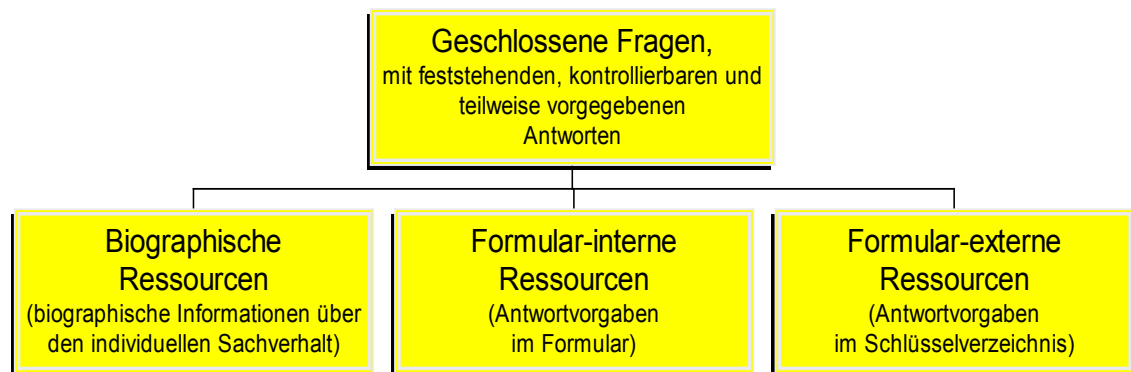 Geschlossene Fragen,
mit feststehenden, kontrollierbaren und
teilweise vorgegebenen
Antworten
Biographische
Ressourcen
(biographische Informationen über
den individuellen Sachverhalt)
Formular-interne
Ressourcen
(Antwortvorgaben
im Formular)
Formular-externe
Ressourcen
(Antwortvorgaben
im Schlüsselverzeichnis)